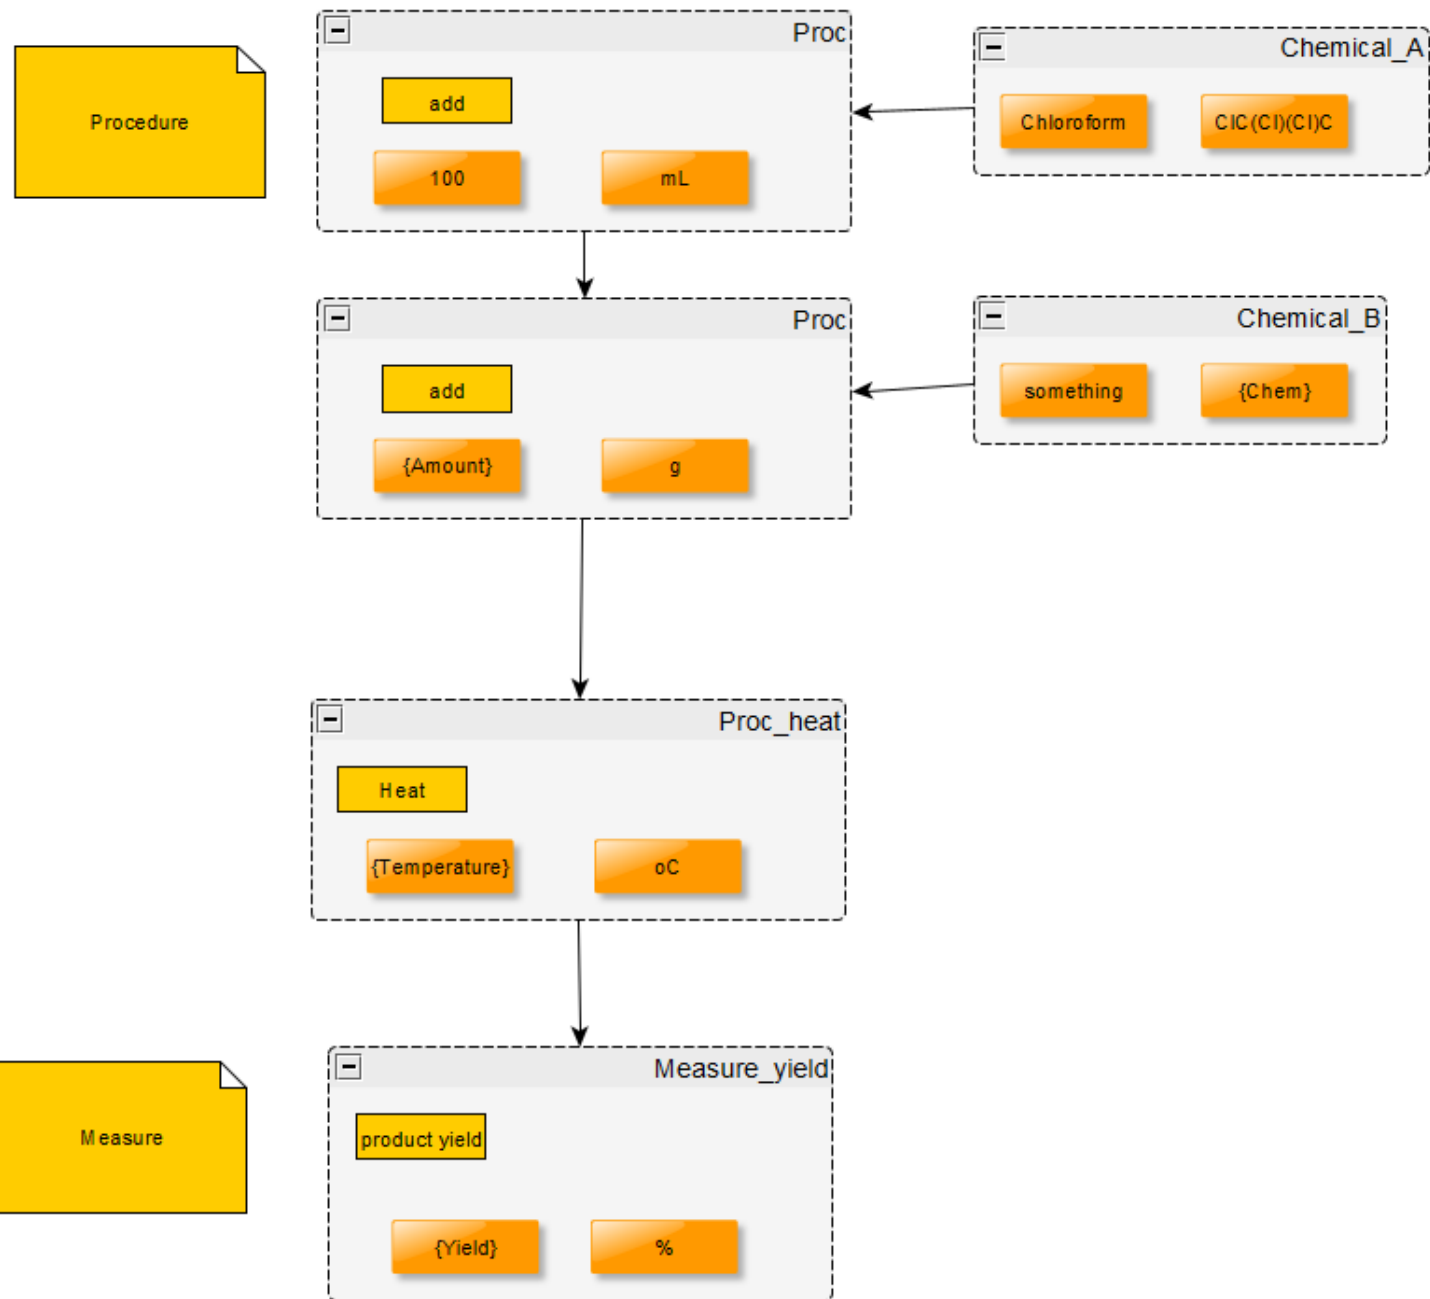 Procedure
Proc
add
100
mL
Chemical_A
Chloroform
ClC(Cl)(Cl)C
Proc
add
{Amount}
g
Chemical_B
something
{Chem}
Proc_heat
Heat
{Temperature}
oC
Measure
Measure_yield
product yield
{Yield}
%